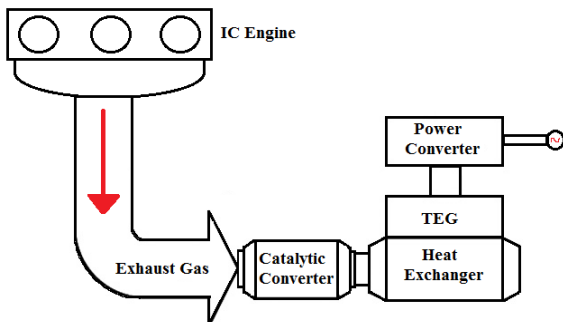 IC Engine
Power
Converter
TEG
Exhaust Gas
Catalytic
Converter
Heat
Exchanger